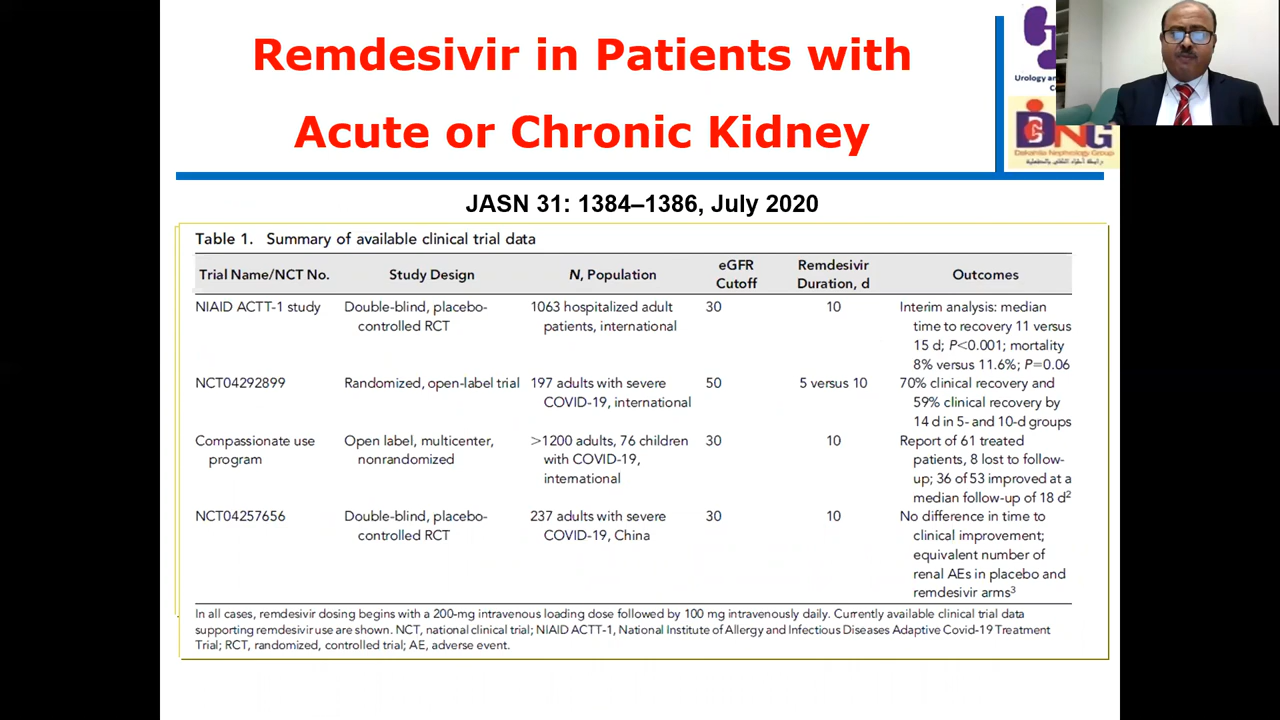 Remdesivir in Patients with
Acute or Chronic Kidney
Urology an
C
DNG
Dakahlia Nephrology Group
JASN 31: 1384–1386, July 2020
Table 1. Summary of available clinical trial data
Trial Name/NCT No. Study Design N, Population eGFR Cutoff Remdesivir Duration, d Outcomes
NIAID ACTT-1 study Double-blind, placebo- 1063 hospitalized adult 30 10 Interim analysis: median
controlled RCT patients, international time to recovery 11 versus
15 d; P<0.001; mortality
8% versus 11.6%; P=0.06
NCT04292899 Randomized, open-label trial 197 adults with severe 50 5 versus 10 70% clinical recovery and
COVID-19, international 59% clinical recovery by
14 d in 5- and 10-d groups
Compassionate use Open label, multicenter, >1200 adults, 76 children 30 10 Report of 61 treated
program nonrandomized with COVID-19, patients, 8 lost to follow-
international up; 36 of 53 improved at a
median follow-up of 18 d²
NCT04257656 Double-blind, placebo- 237 adults with severe 30 10 No difference in time to
controlled RCT COVID-19, China clinical improvement;
equivalent number of
renal AEs in placebo and
remdesivir arms³
In all cases, remdesivir dosing begins with a 200-mg intravenous loading dose followed by 100 mg intravenously daily. Currently available clinical trial data
supporting remdesivir use are shown. NCT, national clinical trial; NIAID ACTT-1, National Institute of Allergy and Infectious Diseases Adaptive Covid-19 Treatment
Trial; RCT, randomized, controlled trial; AE, adverse event.